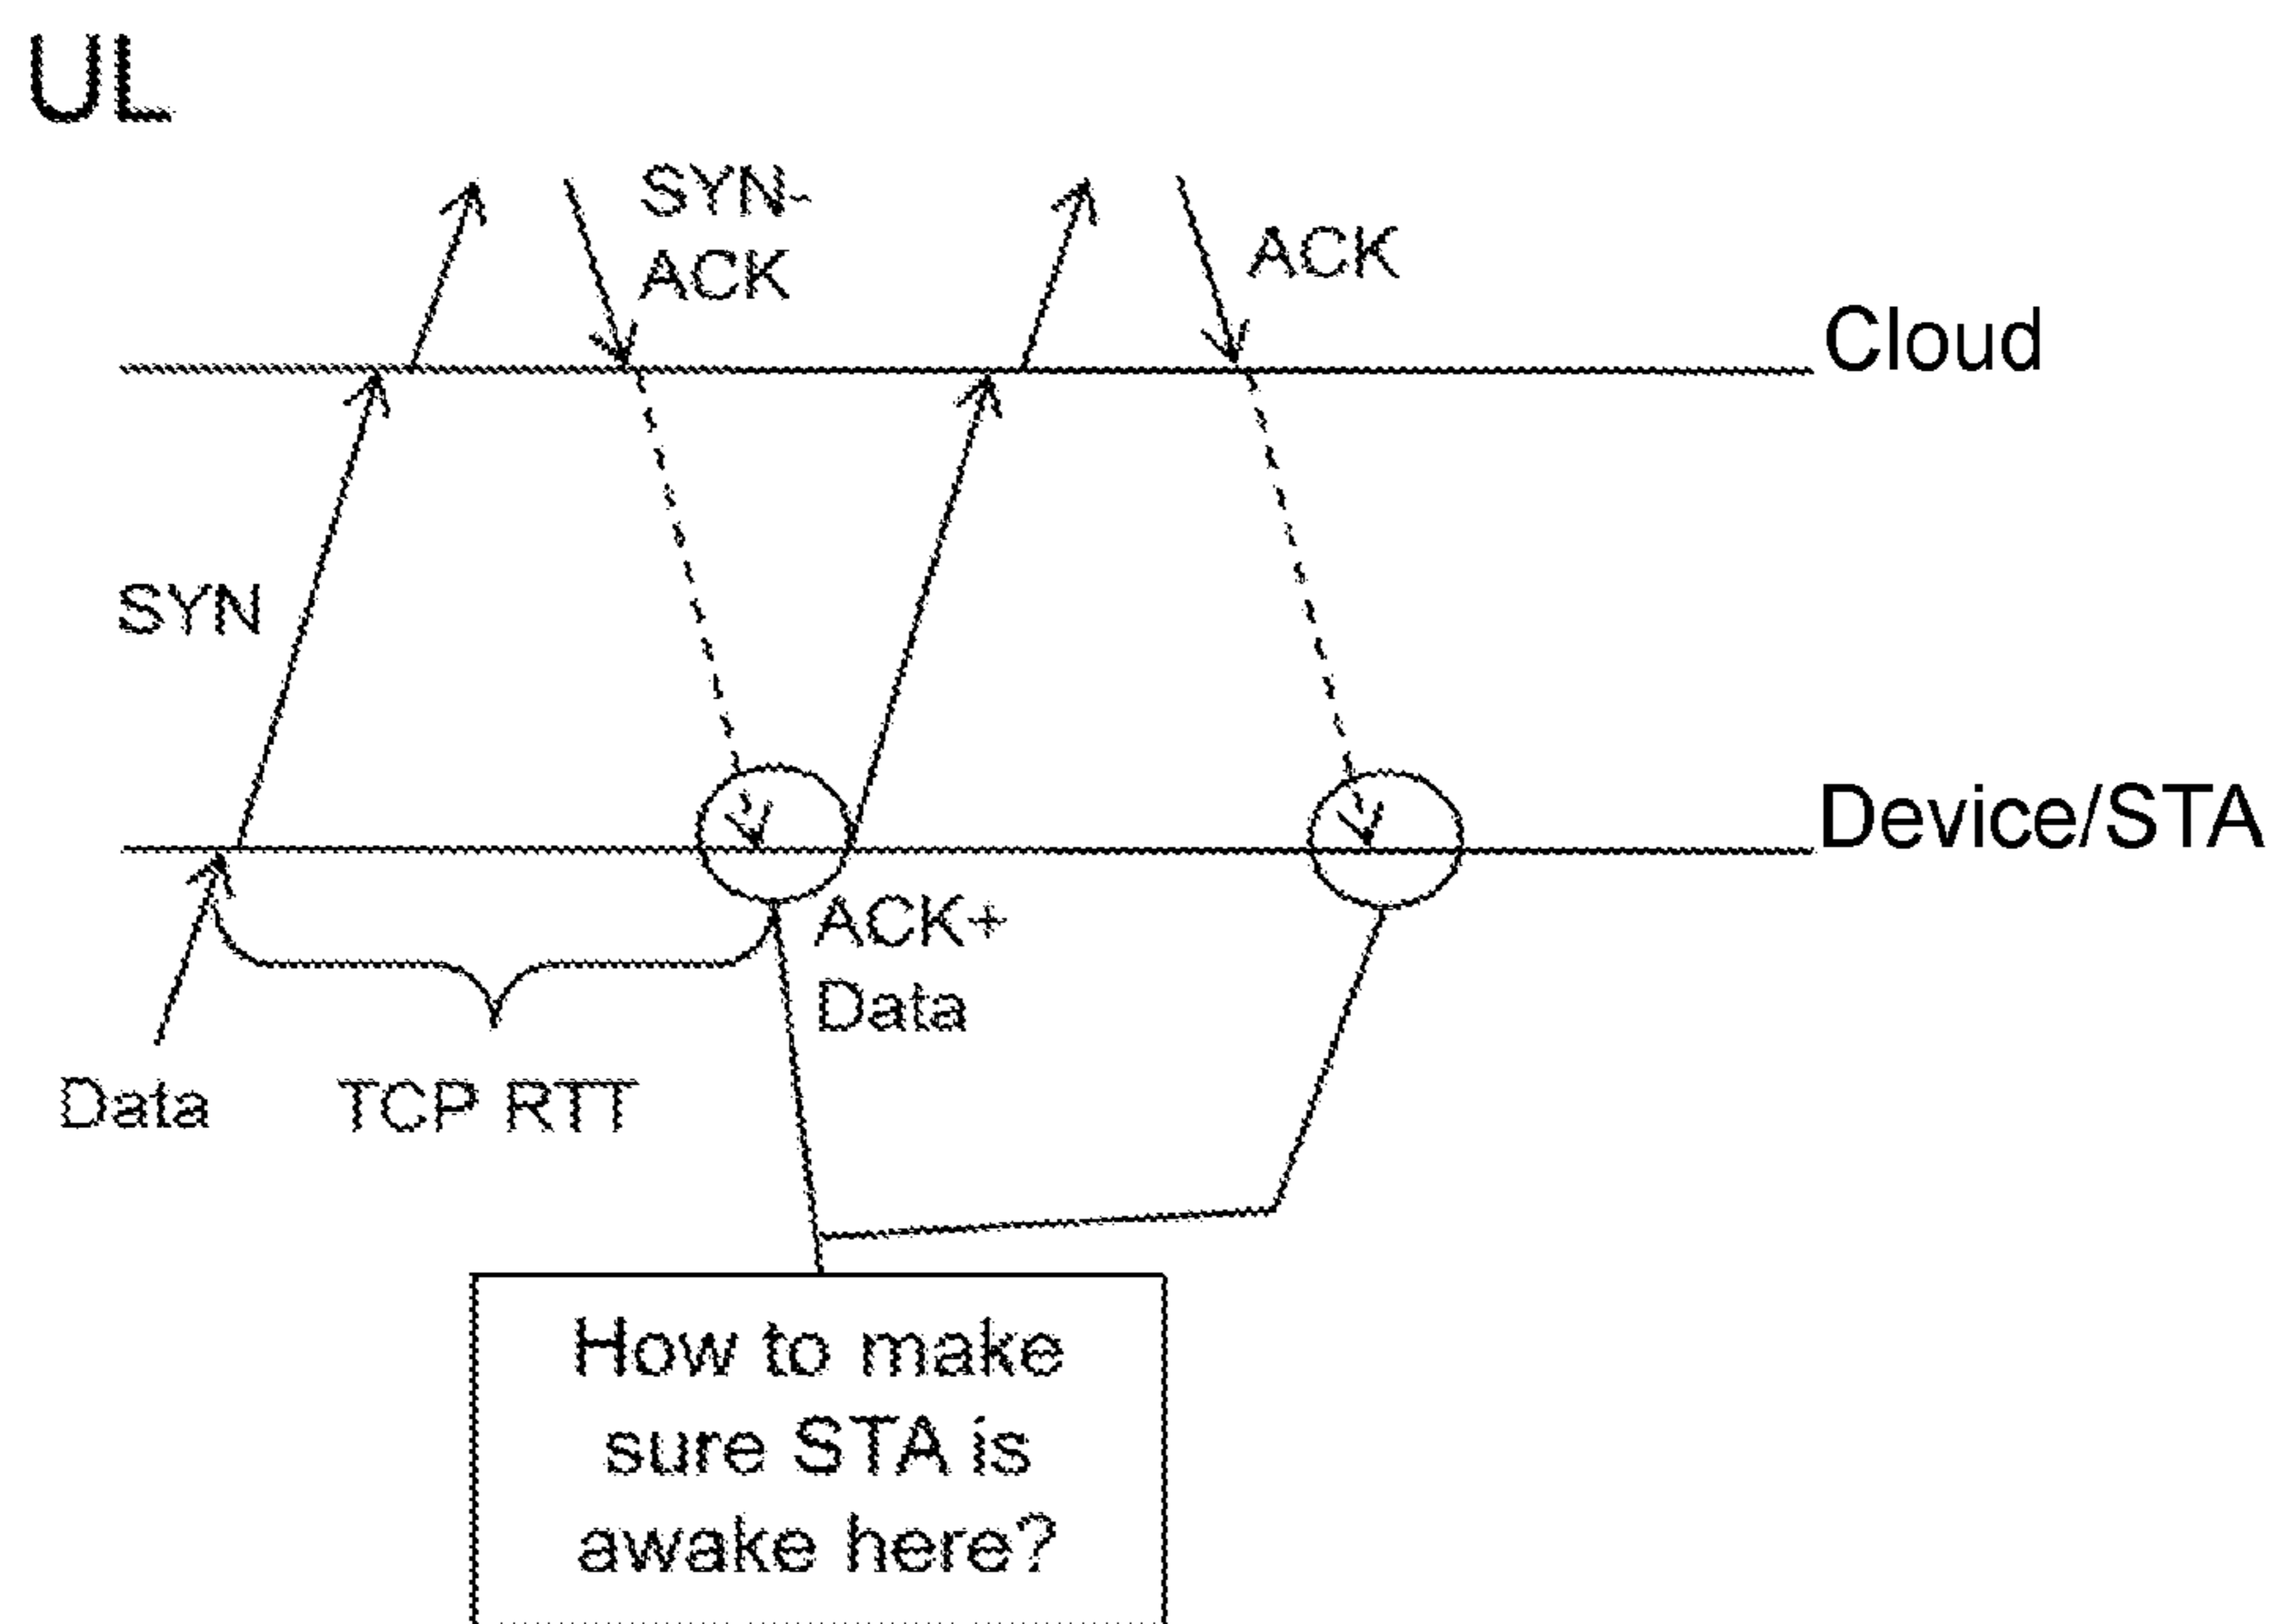 UL
SYN-
ACK
ACK
Cloud
SYN
Device/STA
ACK+
Data
Data
TCP RTT
How to make
sure STA is
awake here?